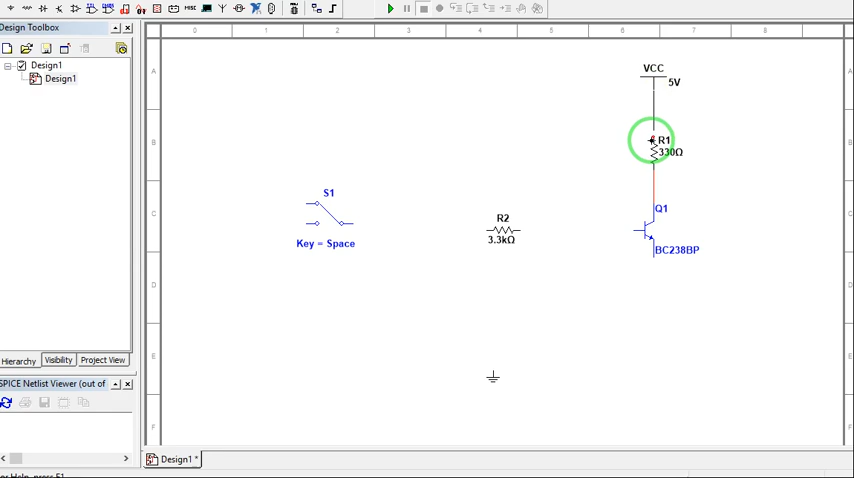 MISC
Design Toolbox
Design1
Design1
0 1 2 3 4 5 6 7 8
A
B
C
D
E
F
A
B
C
D
E
F
VCC
5V
R1
330Ω
S1
Key = Space
R2
3.3kΩ
Q1
BC238BP
Hierarchy Visibility Project View
SPICE Netlist Viewer (out of
Design1 *
or Help, press F1